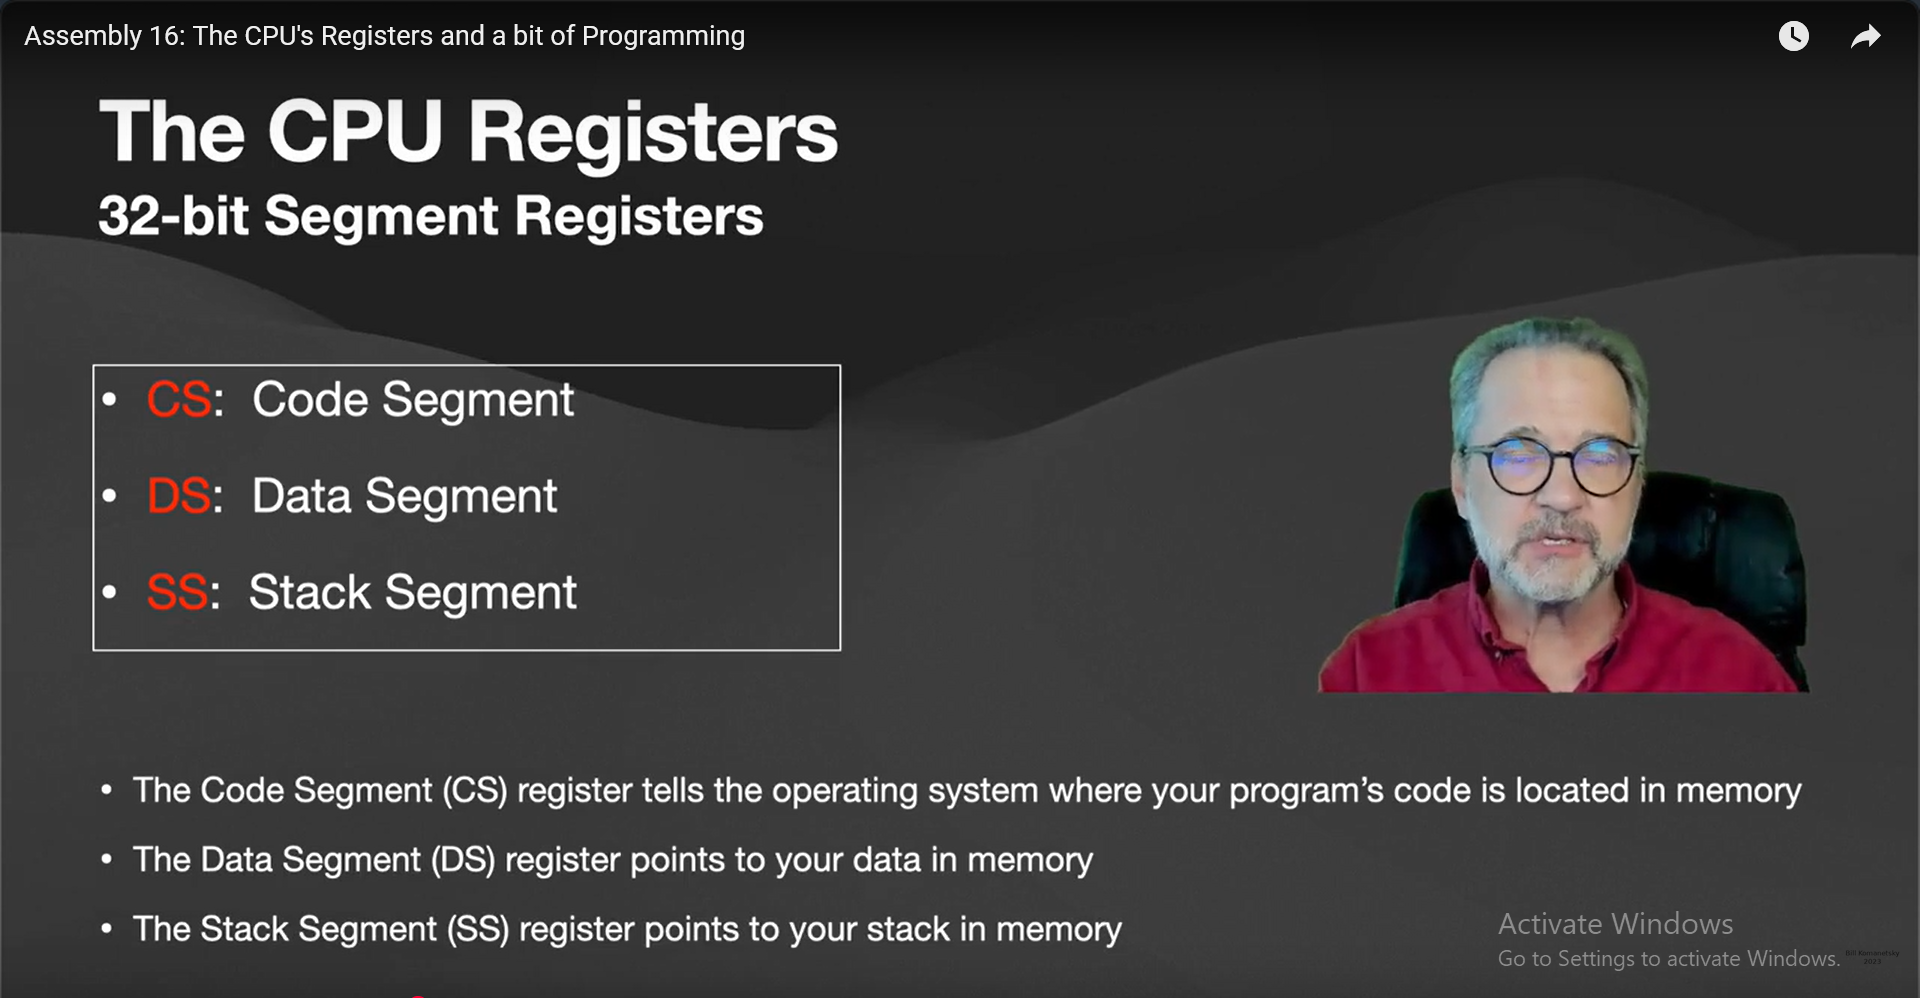 Assembly 16: The CPU's Registers and a bit of Programming
The CPU Registers
32-bit Segment Registers
• CS: Code Segment
• DS: Data Segment
• SS: Stack Segment
• The Code Segment (CS) register tells the operating system where your program’s code is located in memory
• The Data Segment (DS) register points to your data in memory
• The Stack Segment (SS) register points to your stack in memory
Activate Windows
Go to Settings to activate Windows.
Bill Komanetsky
2023